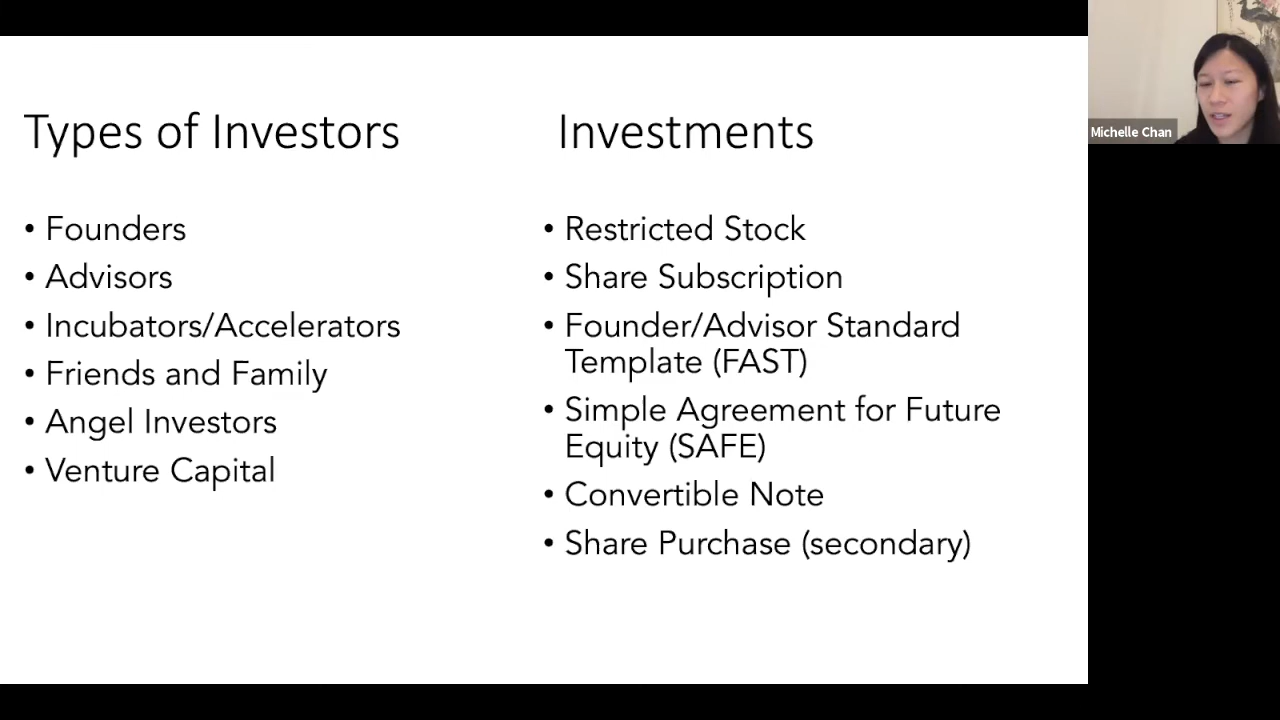 Types of Investors
• Founders
• Advisors
• Incubators/Accelerators
• Friends and Family
• Angel Investors
• Venture Capital
Investments
• Restricted Stock
• Share Subscription
• Founder/Advisor Standard
Template (FAST)
• Simple Agreement for Future
Equity (SAFE)
• Convertible Note
• Share Purchase (secondary)
Michelle Chan